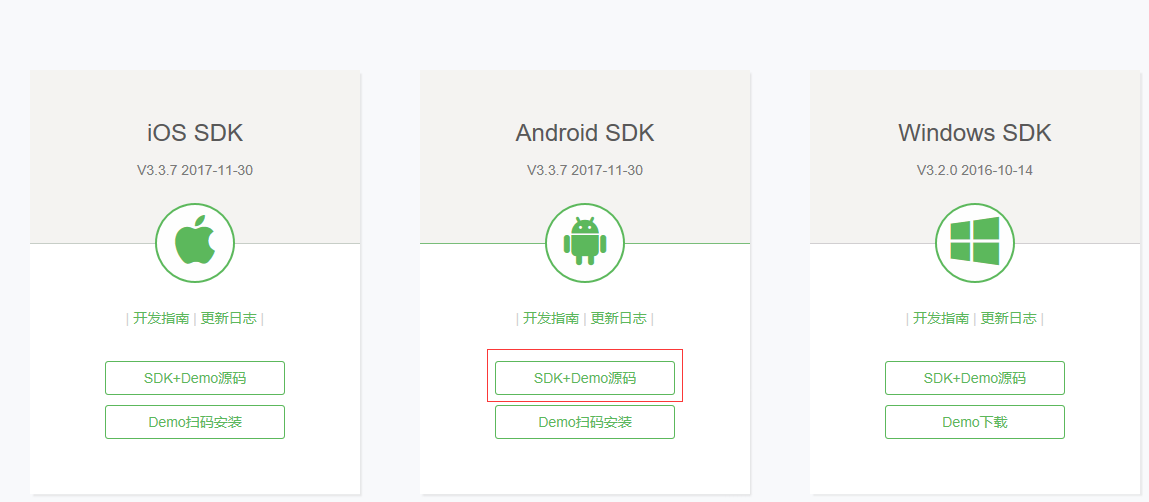 iOS SDK
V3.3.7 2017-11-30
| 开发指南 | 更新日志 |
SDK+Demo源码
Demo扫码安装
Android SDK
V3.3.7 2017-11-30
| 开发指南 | 更新日志 |
SDK+Demo源码
Demo扫码安装
Windows SDK
V3.2.0 2016-10-14
| 开发指南 | 更新日志 |
SDK+Demo源码
Demo下载